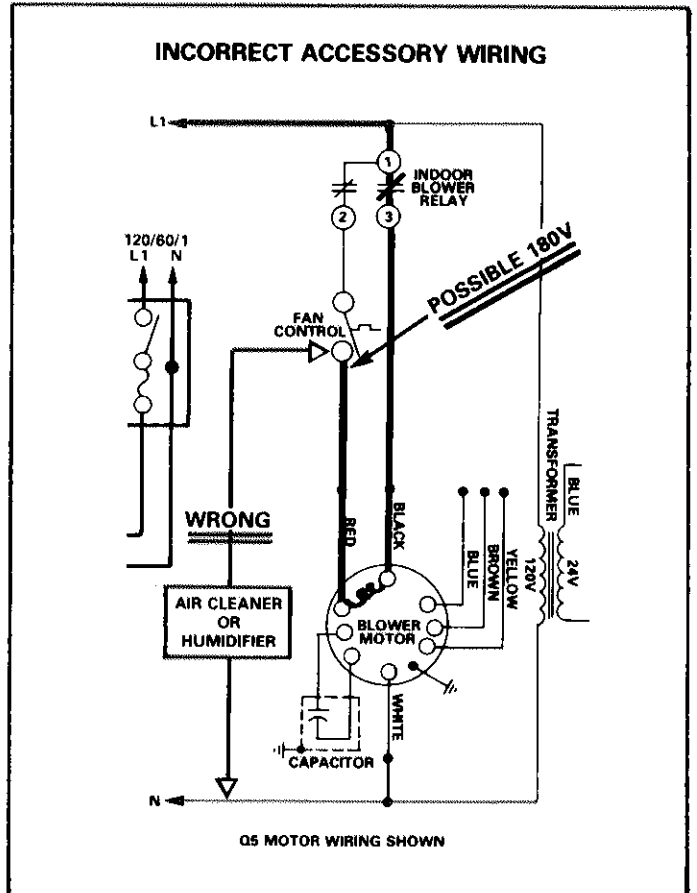 INCORRECT ACCESSORY WIRING
L1
1
INDOOR
BLOWER
RELAY
2
3
120/60/1
L1 N
POSSIBLE 180V
FAN
CONTROL
TRANSFORMER
BLUE
120V
24V
WRONG
RED
BLACK
BLUE
BROWN
YELLOW
AIR CLEANER
OR
HUMIDIFIER
BLOWER
MOTOR
WHITE
CAPACITOR
N
Q5 MOTOR WIRING SHOWN